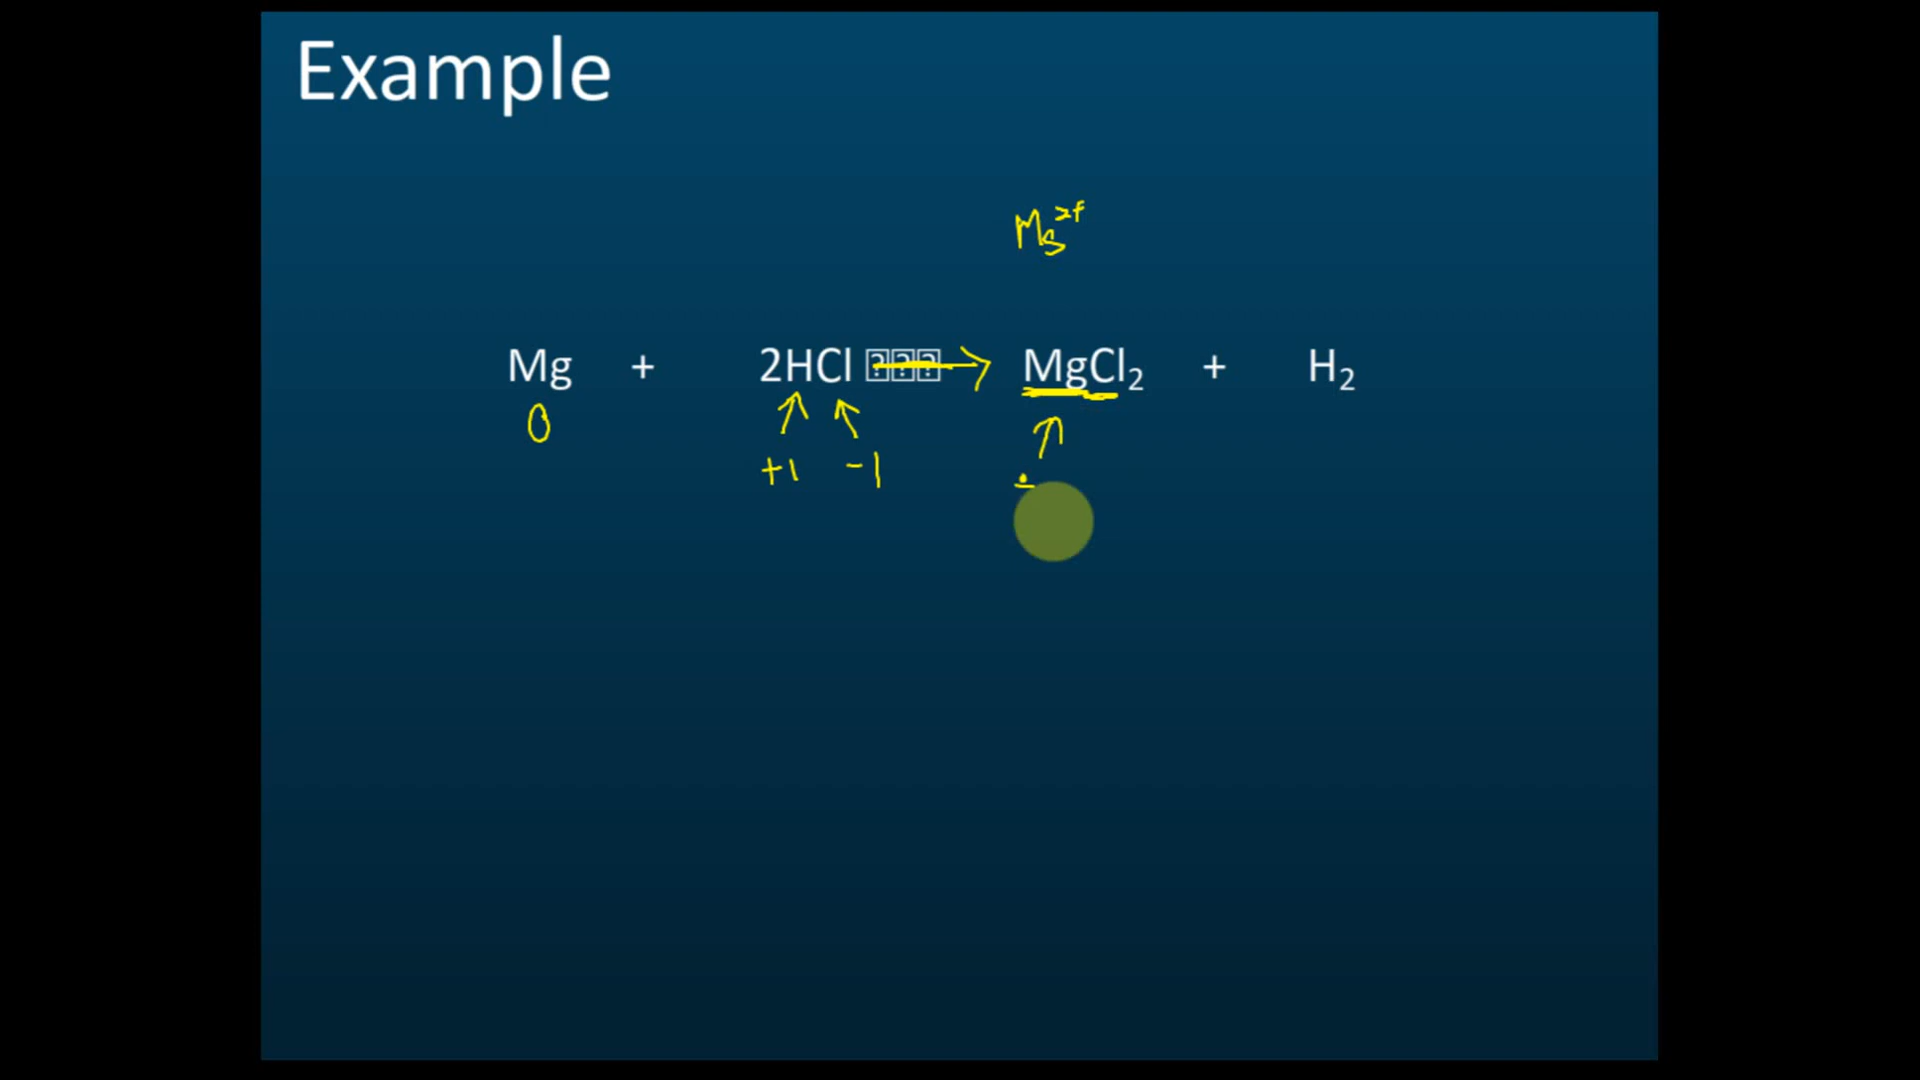 Example
Mg²⁺
Mg + 2HCl → MgCl₂ + H₂
0 +1 -1